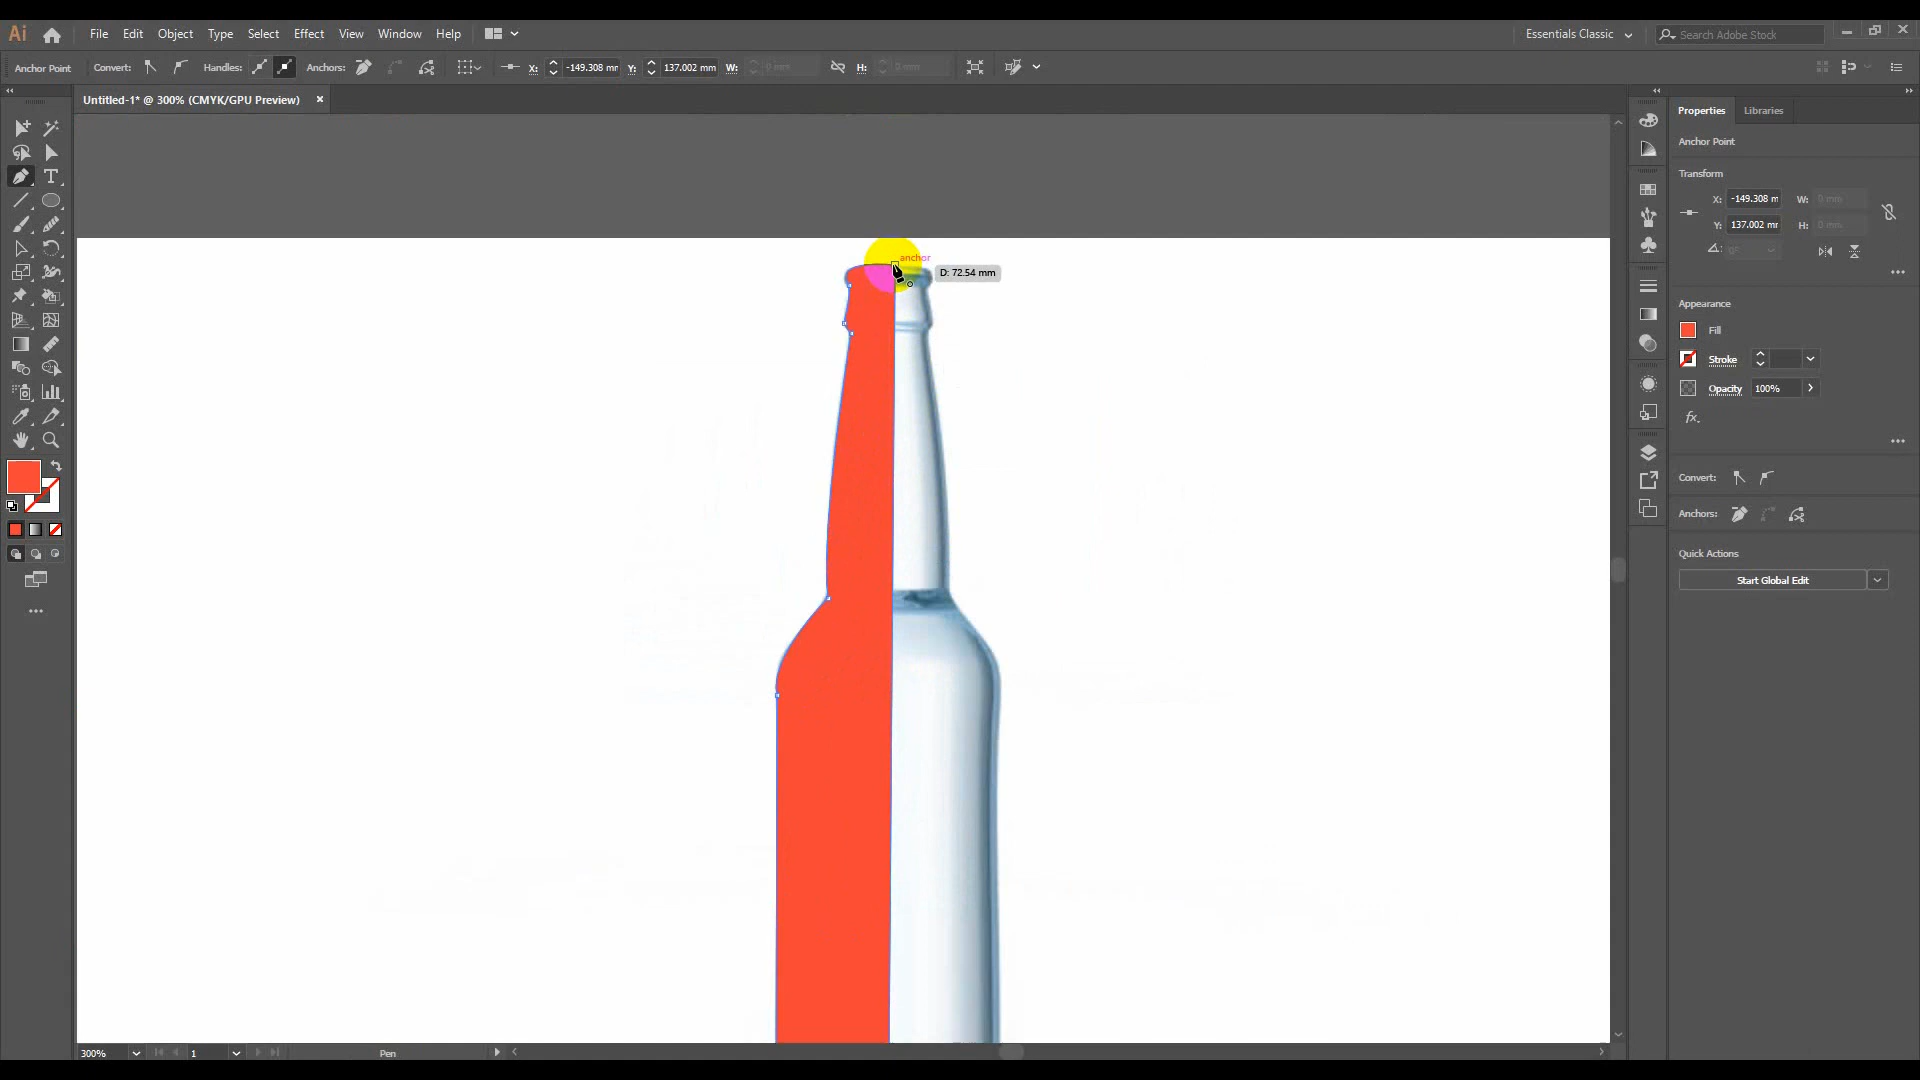 Ai File Edit Object Type Select Effect View Window Help Essentials Classic Search Adobe Stock
Anchor Point Convert: Handles: Anchors: X: -149.308 mm Y: 137.002 mm W: 0 mm H: 0 mm
Untitled-1* @ 300% (CMYK/GPU Preview) ×
Properties Libraries
Anchor Point
Transform
X: -149.308 m W: 0 mm
Y: 137.002 mm H: 0 mm
0°
Appearance
Fill
Stroke
Opacity 100%
fx.
Convert:
Anchors:
Quick Actions
Start Global Edit
anchor
D: 72.54 mm
300% 1 Pen